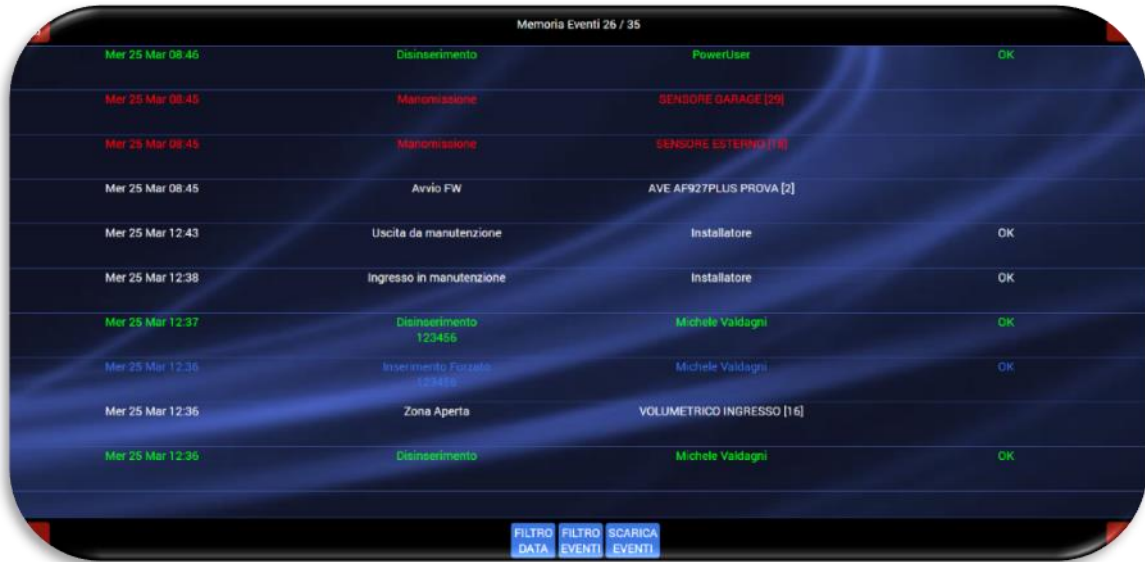 Memoria Eventi 26 / 35
Mer 25 Mar 08:46 Disinserimento PowerUser OK
Mer 25 Mar 08:45 Manomissione SENSORE GARAGE [29]
Mer 25 Mar 08:45 Manomissione SENSORE ESTERNO [18]
Mer 25 Mar 08:45 Avvio FW AVE AF927PLUS PROVA [2]
Mer 25 Mar 12:43 Uscita da manutenzione Installatore OK
Mer 25 Mar 12:38 Ingresso in manutenzione Installatore OK
Mer 25 Mar 12:37 Disinserimento Michele Valdagni OK
123456
Mer 25 Mar 12:36 Inserimento Forzato Michele Valdagni OK
123456
Mer 25 Mar 12:36 Zona Aperta VOLUMETRICO INGRESSO [16]
Mer 25 Mar 12:36 Disinserimento Michele Valdagni OK
FILTRO FILTRO SCARICA
DATA EVENTI EVENTI